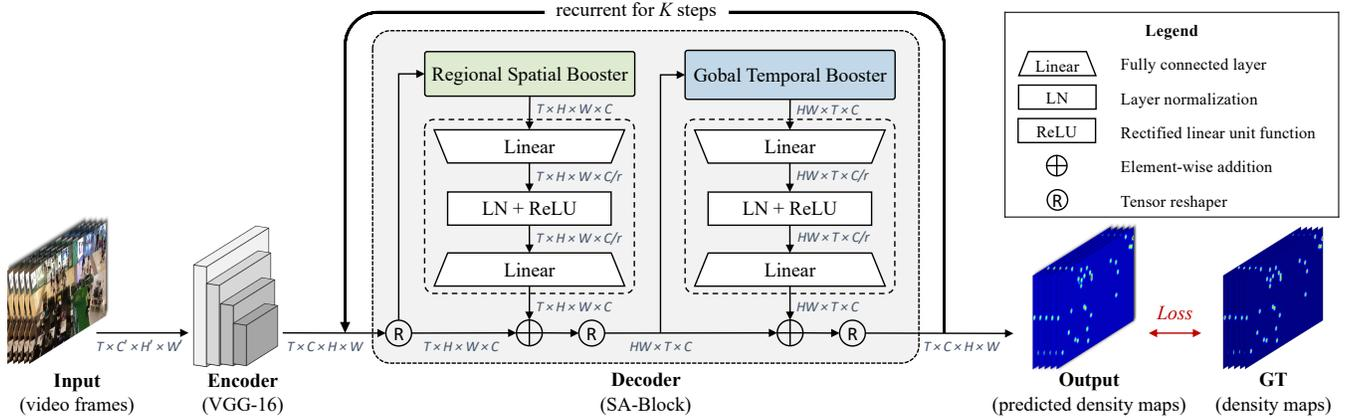 recurrent for K steps
Regional Spatial Booster
Gobal Temporal Booster
T × H × W × C
HW × T × C
Linear
Linear
T × H × W × C/r
HW × T × C/r
LN + ReLU
LN + ReLU
T × H × W × C/r
HW × T × C/r
Linear
Linear
T × H × W × C
HW × T × C
R
R
R
T × C' × H' × W'
T × C × H × W
T × H × W × C
HW × T × C
T × C × H × W
Input
(video frames)
Encoder
(VGG-16)
Decoder
(SA-Block)
Legend
Linear
Fully connected layer
LN
Layer normalization
ReLU
Rectified linear unit function
Element-wise addition
R
Tensor reshaper
Loss
Output
(predicted density maps)
GT
(density maps)